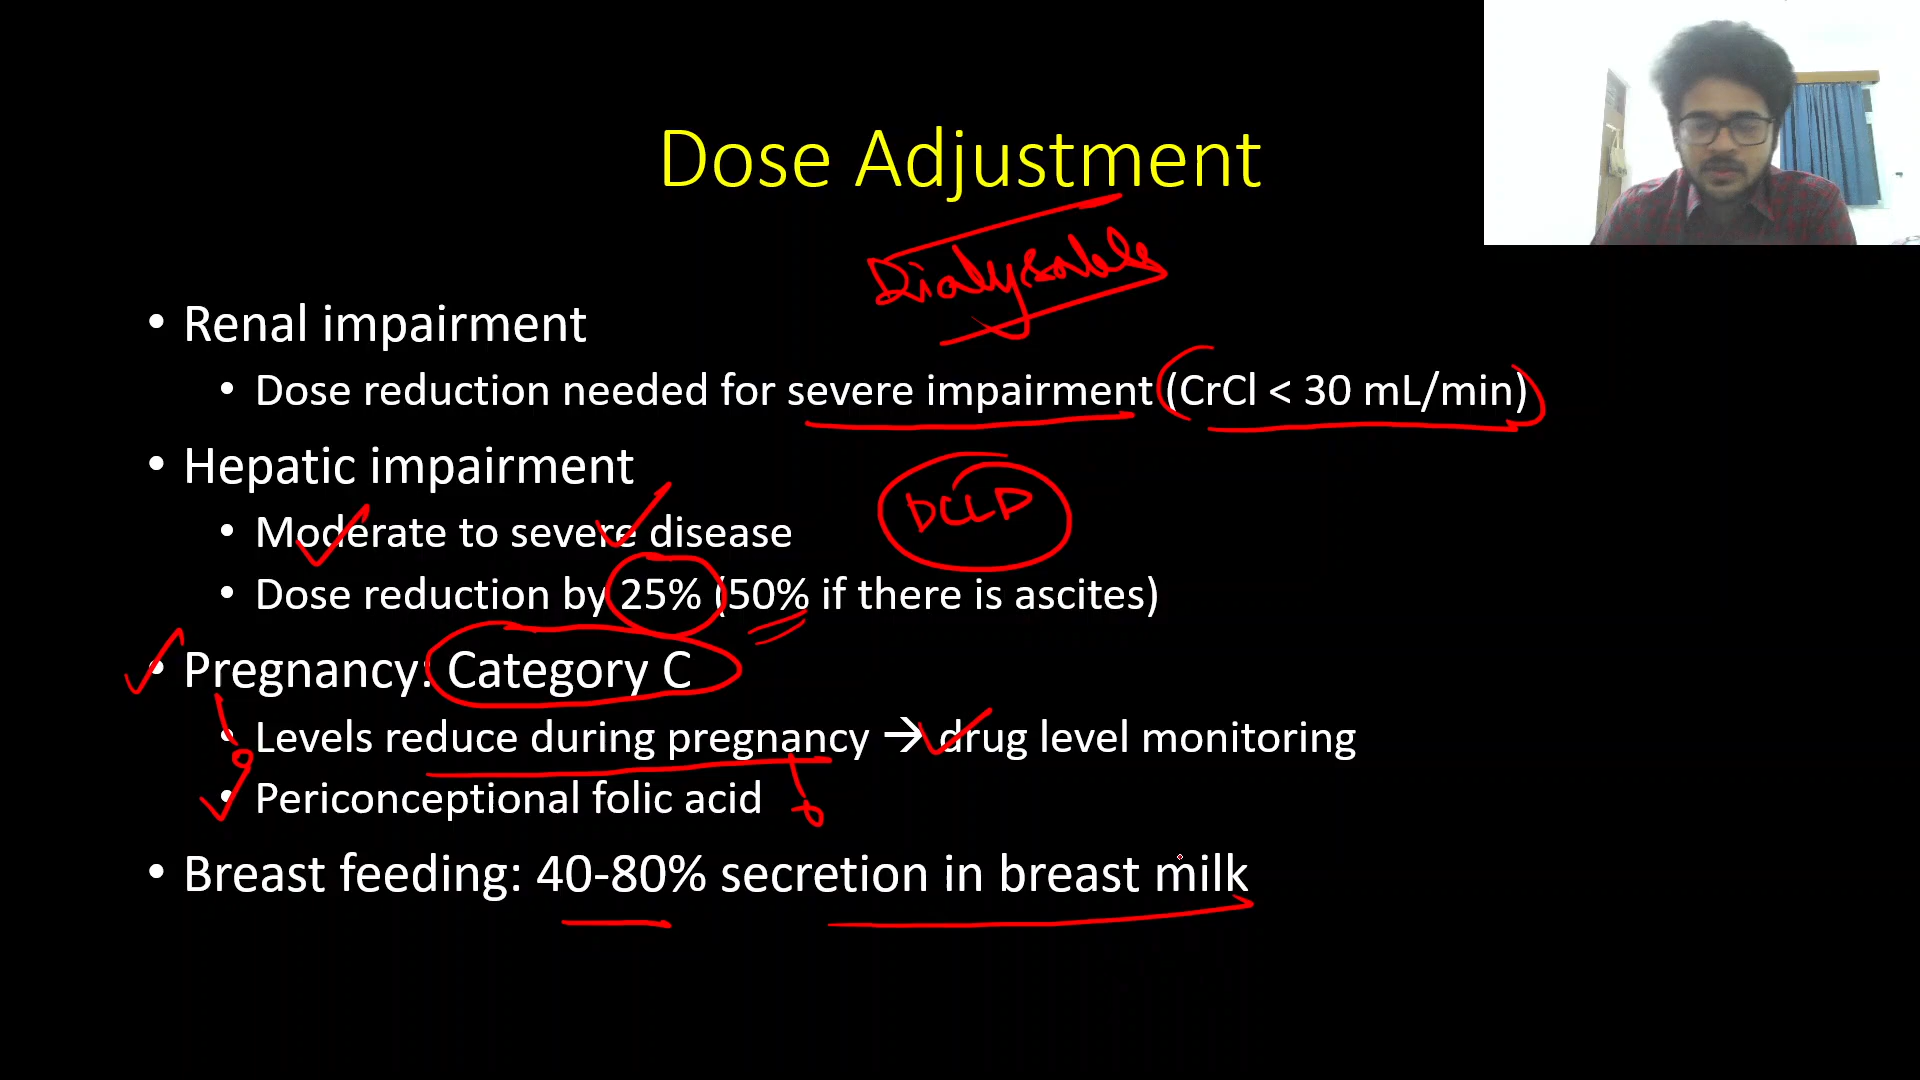 Dose Adjustment
Dialysable
• Renal impairment
• Dose reduction needed for severe impairment (CrCl < 30 mL/min)
• Hepatic impairment
DCLD
• Moderate to severe disease
• Dose reduction by 25% (50% if there is ascites)
• Pregnancy: Category C
• Levels reduce during pregnancy → drug level monitoring
• Periconceptional folic acid
• Breast feeding: 40-80% secretion in breast milk